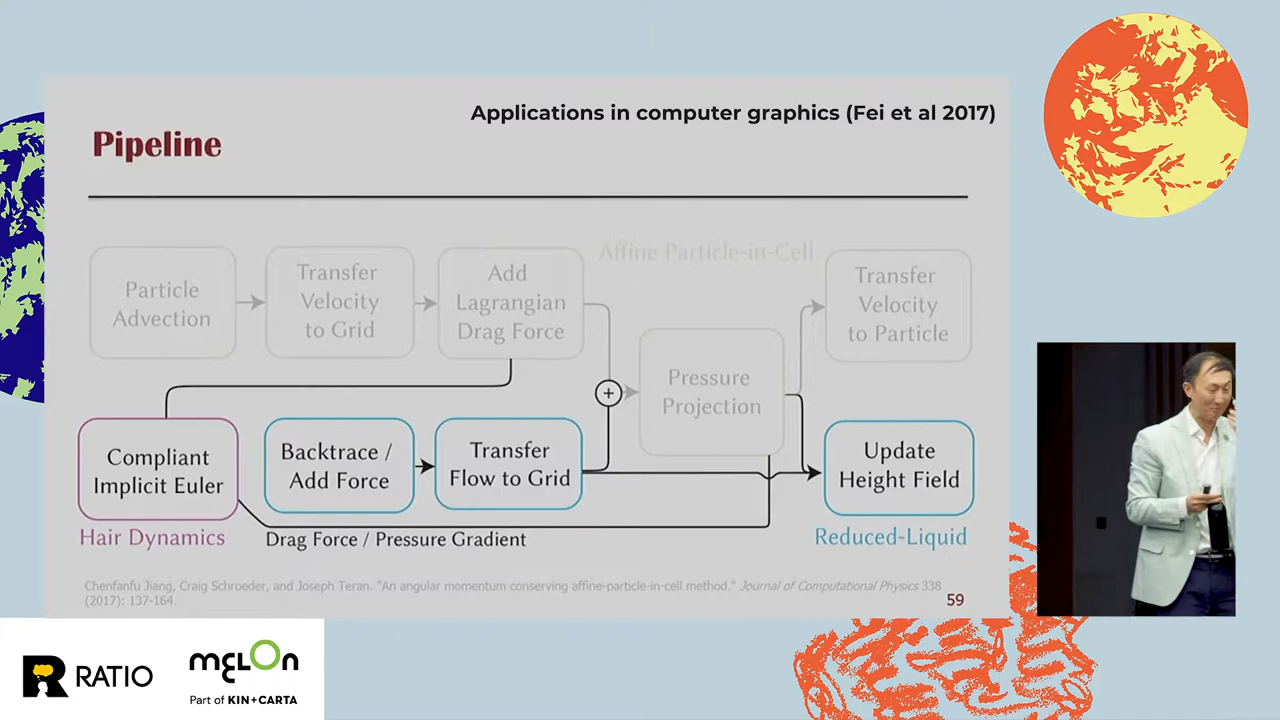 Applications in computer graphics (Fei et al 2017)
Pipeline
Affine Particle-in-Cell
Particle
Advection
Transfer
Velocity
to Grid
Add
Lagrangian
Drag Force
Transfer
Velocity
to Particle
Pressure
Projection
+
Compliant
Implicit Euler
Backtrace /
Add Force
Transfer
Flow to Grid
Update
Height Field
Hair Dynamics
Drag Force / Pressure Gradient
Reduced-Liquid
Chenfanfu Jiang, Craig Schroeder, and Joseph Teran. "An angular momentum conserving affine-particle-in-cell method." Journal of Computational Physics 338
(2017): 137-164.
59
RATIO
MELON
Part of KIN+CARTA